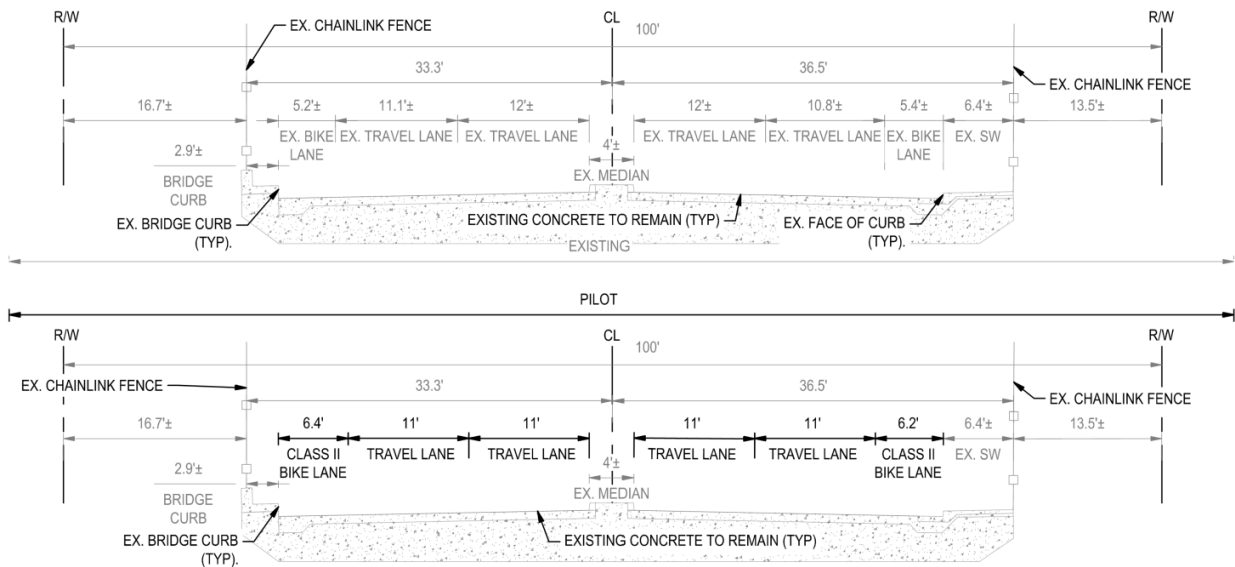 R/W
CL
R/W
EX. CHAINLINK FENCE
100'
33.3'
36.5'
EX. CHAINLINK FENCE
16.7'±
5.2'±
11.1'±
12'±
12'±
10.8'±
5.4'±
6.4'±
13.5'±
EX. BIKE
LANE
EX. TRAVEL LANE
EX. TRAVEL LANE
EX. TRAVEL LANE
EX. TRAVEL LANE
EX. BIKE
LANE
EX. SW
2.9'±
4'±
BRIDGE
CURB
EX. MEDIAN
EX. BRIDGE CURB
(TYP).
EXISTING CONCRETE TO REMAIN (TYP)
EX. FACE OF CURB
(TYP).
EXISTING
PILOT
R/W
CL
R/W
100'
EX. CHAINLINK FENCE
33.3'
36.5'
EX. CHAINLINK FENCE
16.7'±
6.4'
11'
11'
11'
11'
6.2'
6.4'±
13.5'±
CLASS II
BIKE LANE
TRAVEL LANE
TRAVEL LANE
TRAVEL LANE
TRAVEL LANE
CLASS II
BIKE LANE
EX. SW
2.9'±
4'±
BRIDGE
CURB
EX. MEDIAN
EX. BRIDGE CURB
(TYP).
EXISTING CONCRETE TO REMAIN (TYP)